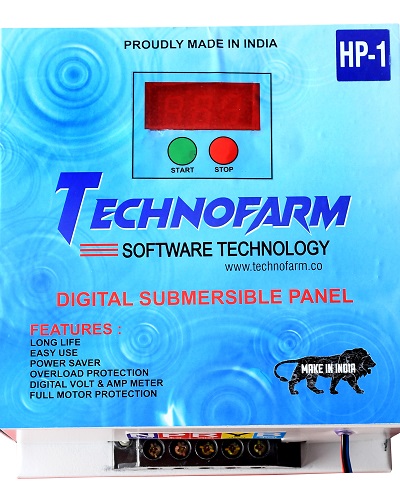 PROUDLY MADE IN INDIA
HP-1
START
STOP
TECHNOFARM
SOFTWARE TECHNOLOGY
www.technofarm.co
DIGITAL SUBMERSIBLE PANEL
FEATURES :
LONG LIFE
EASY USE
POWER SAVER
OVERLOAD PROTECTION
DIGITAL VOLT & AMP METER
FULL MOTOR PROTECTION
MAKE IN INDIA